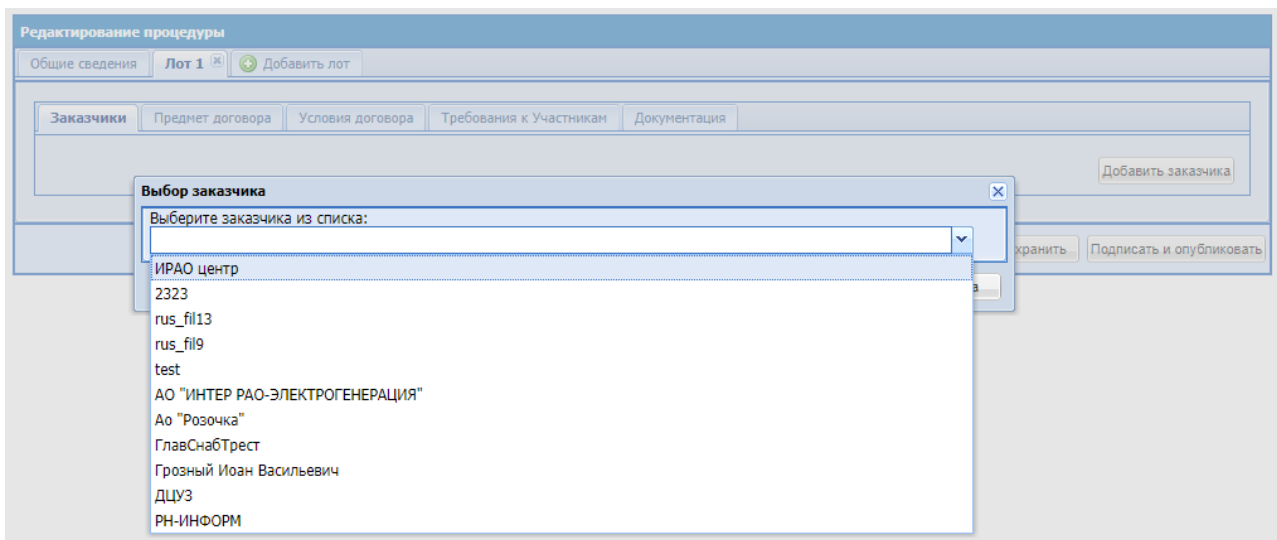 Редактирование процедуры
Общие сведения Лот 1 Добавить лот
Заказчики Предмет договора Условия договора Требования к Участникам Документация
Добавить заказчика
Выбор заказчика
Выберите заказчика из списка:
хранить Подписать и опубликовать
ИРАО центр
2323
rus_fil13
rus_fil9
test
АО "ИНТЕР РАО-ЭЛЕКТРОГЕНЕРАЦИЯ"
Ао "Розочка"
ГлавСнабТрест
Грозный Иоан Васильевич
ДЦУЗ
РН-ИНФОРМ